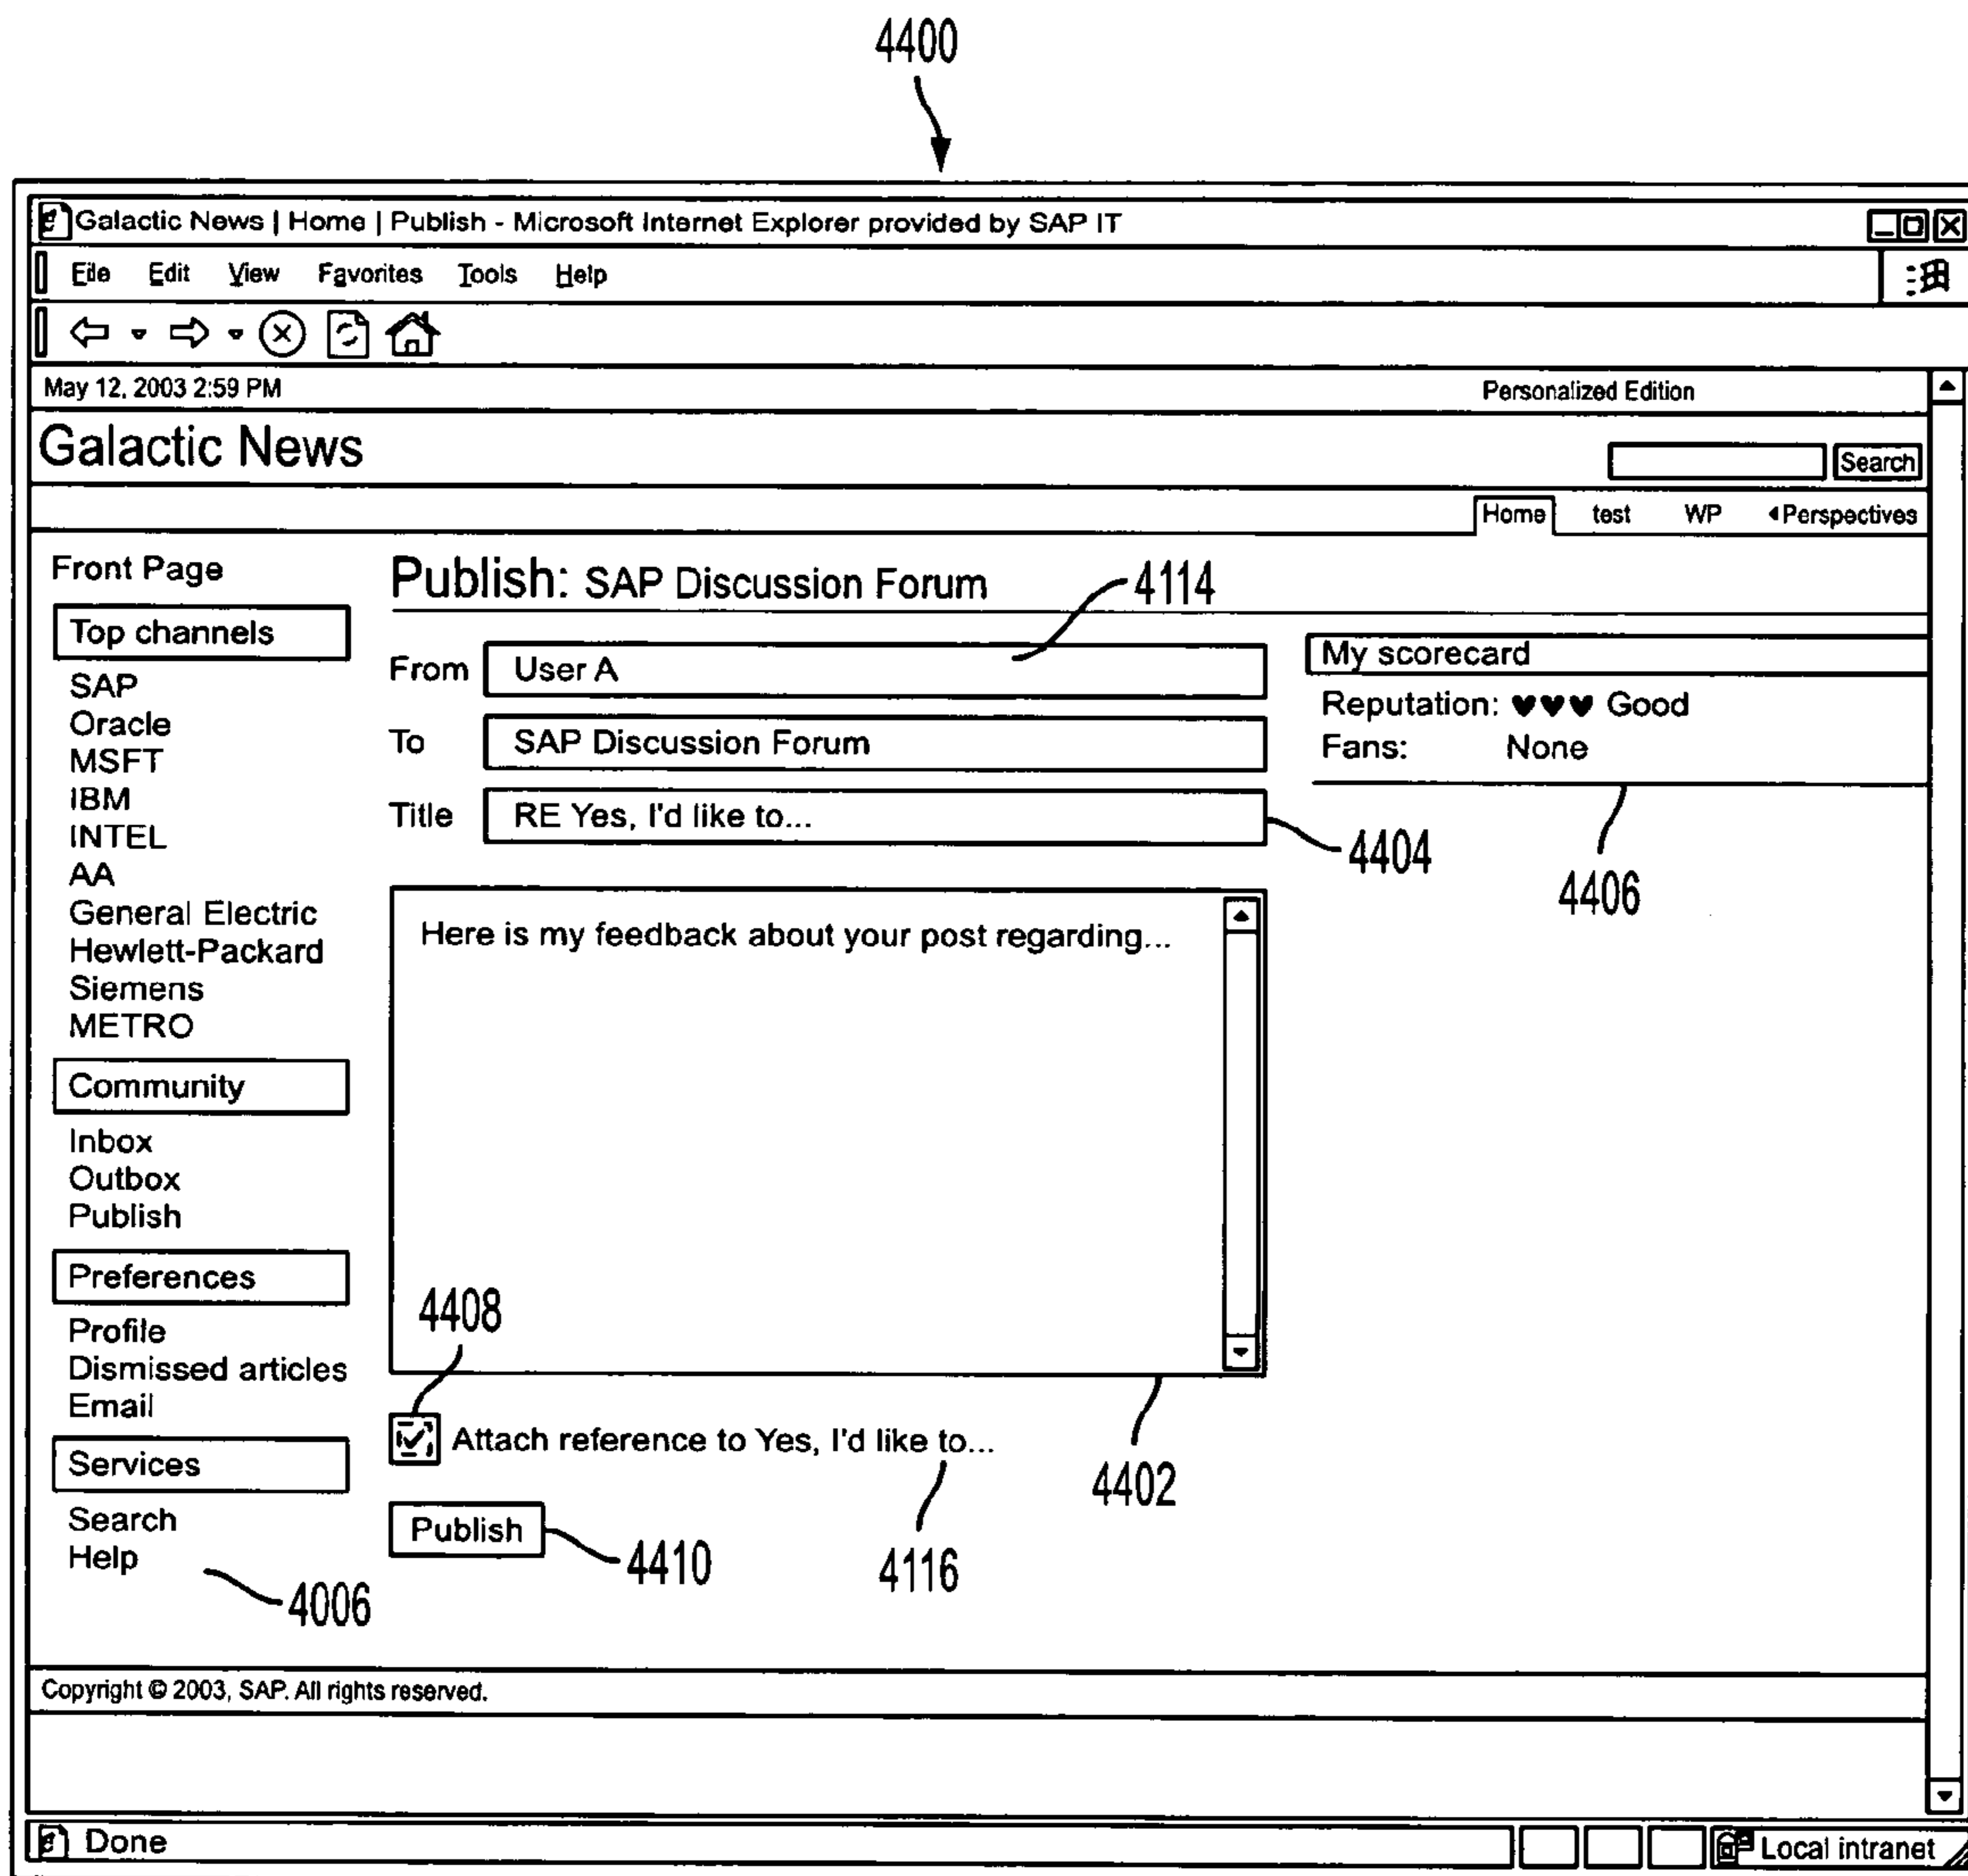 4400
Galactic News | Home | Publish - Microsoft Internet Explorer provided by SAP IT
File Edit View Favorites Tools Help
May 12, 2003 2:59 PM Personalized Edition
Galactic News Search
Home test WP Perspectives
Front Page
Top channels
SAP
Oracle
MSFT
IBM
INTEL
AA
General Electric
Hewlett-Packard
Siemens
METRO
Community
Inbox
Outbox
Publish
Preferences
Profile
Dismissed articles
Email
Services
Search
Help
4006
Publish: SAP Discussion Forum
4114
From User A
To SAP Discussion Forum
Title RE Yes, I'd like to...
4404
My scorecard
Reputation: ♥♥♥ Good
Fans: None
4406
Here is my feedback about your post regarding...
4408
4402
Attach reference to Yes, I'd like to...
4116
Publish
4410
Copyright © 2003, SAP. All rights reserved.
Done Local intranet